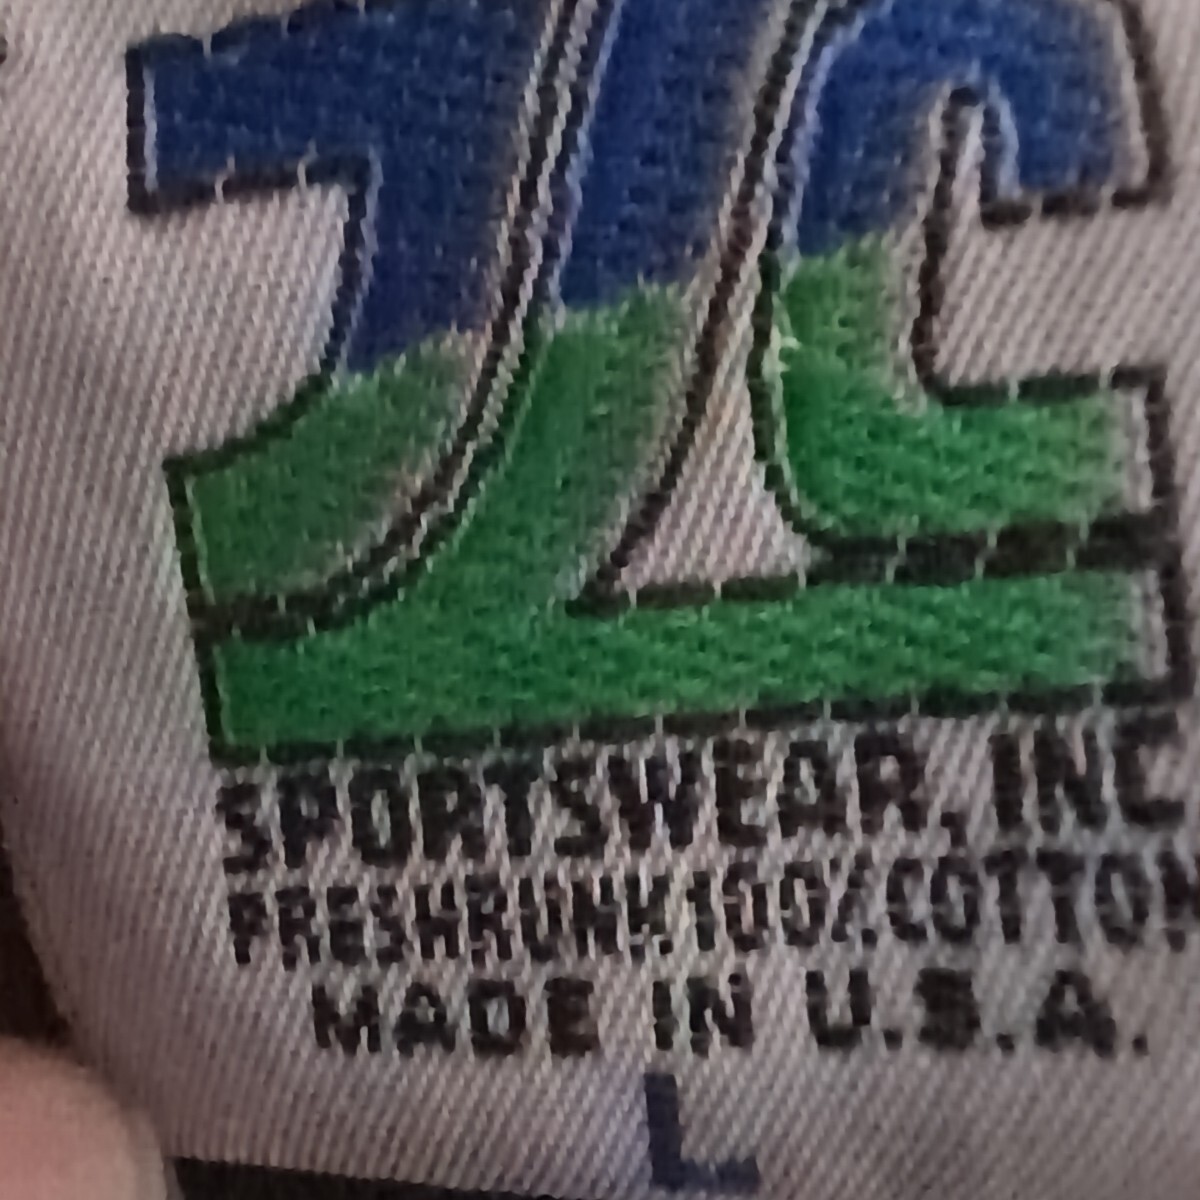 SPORTSWEAR, INC
PRESHRUNK 100% COTTON
MADE IN U.S.A.
L